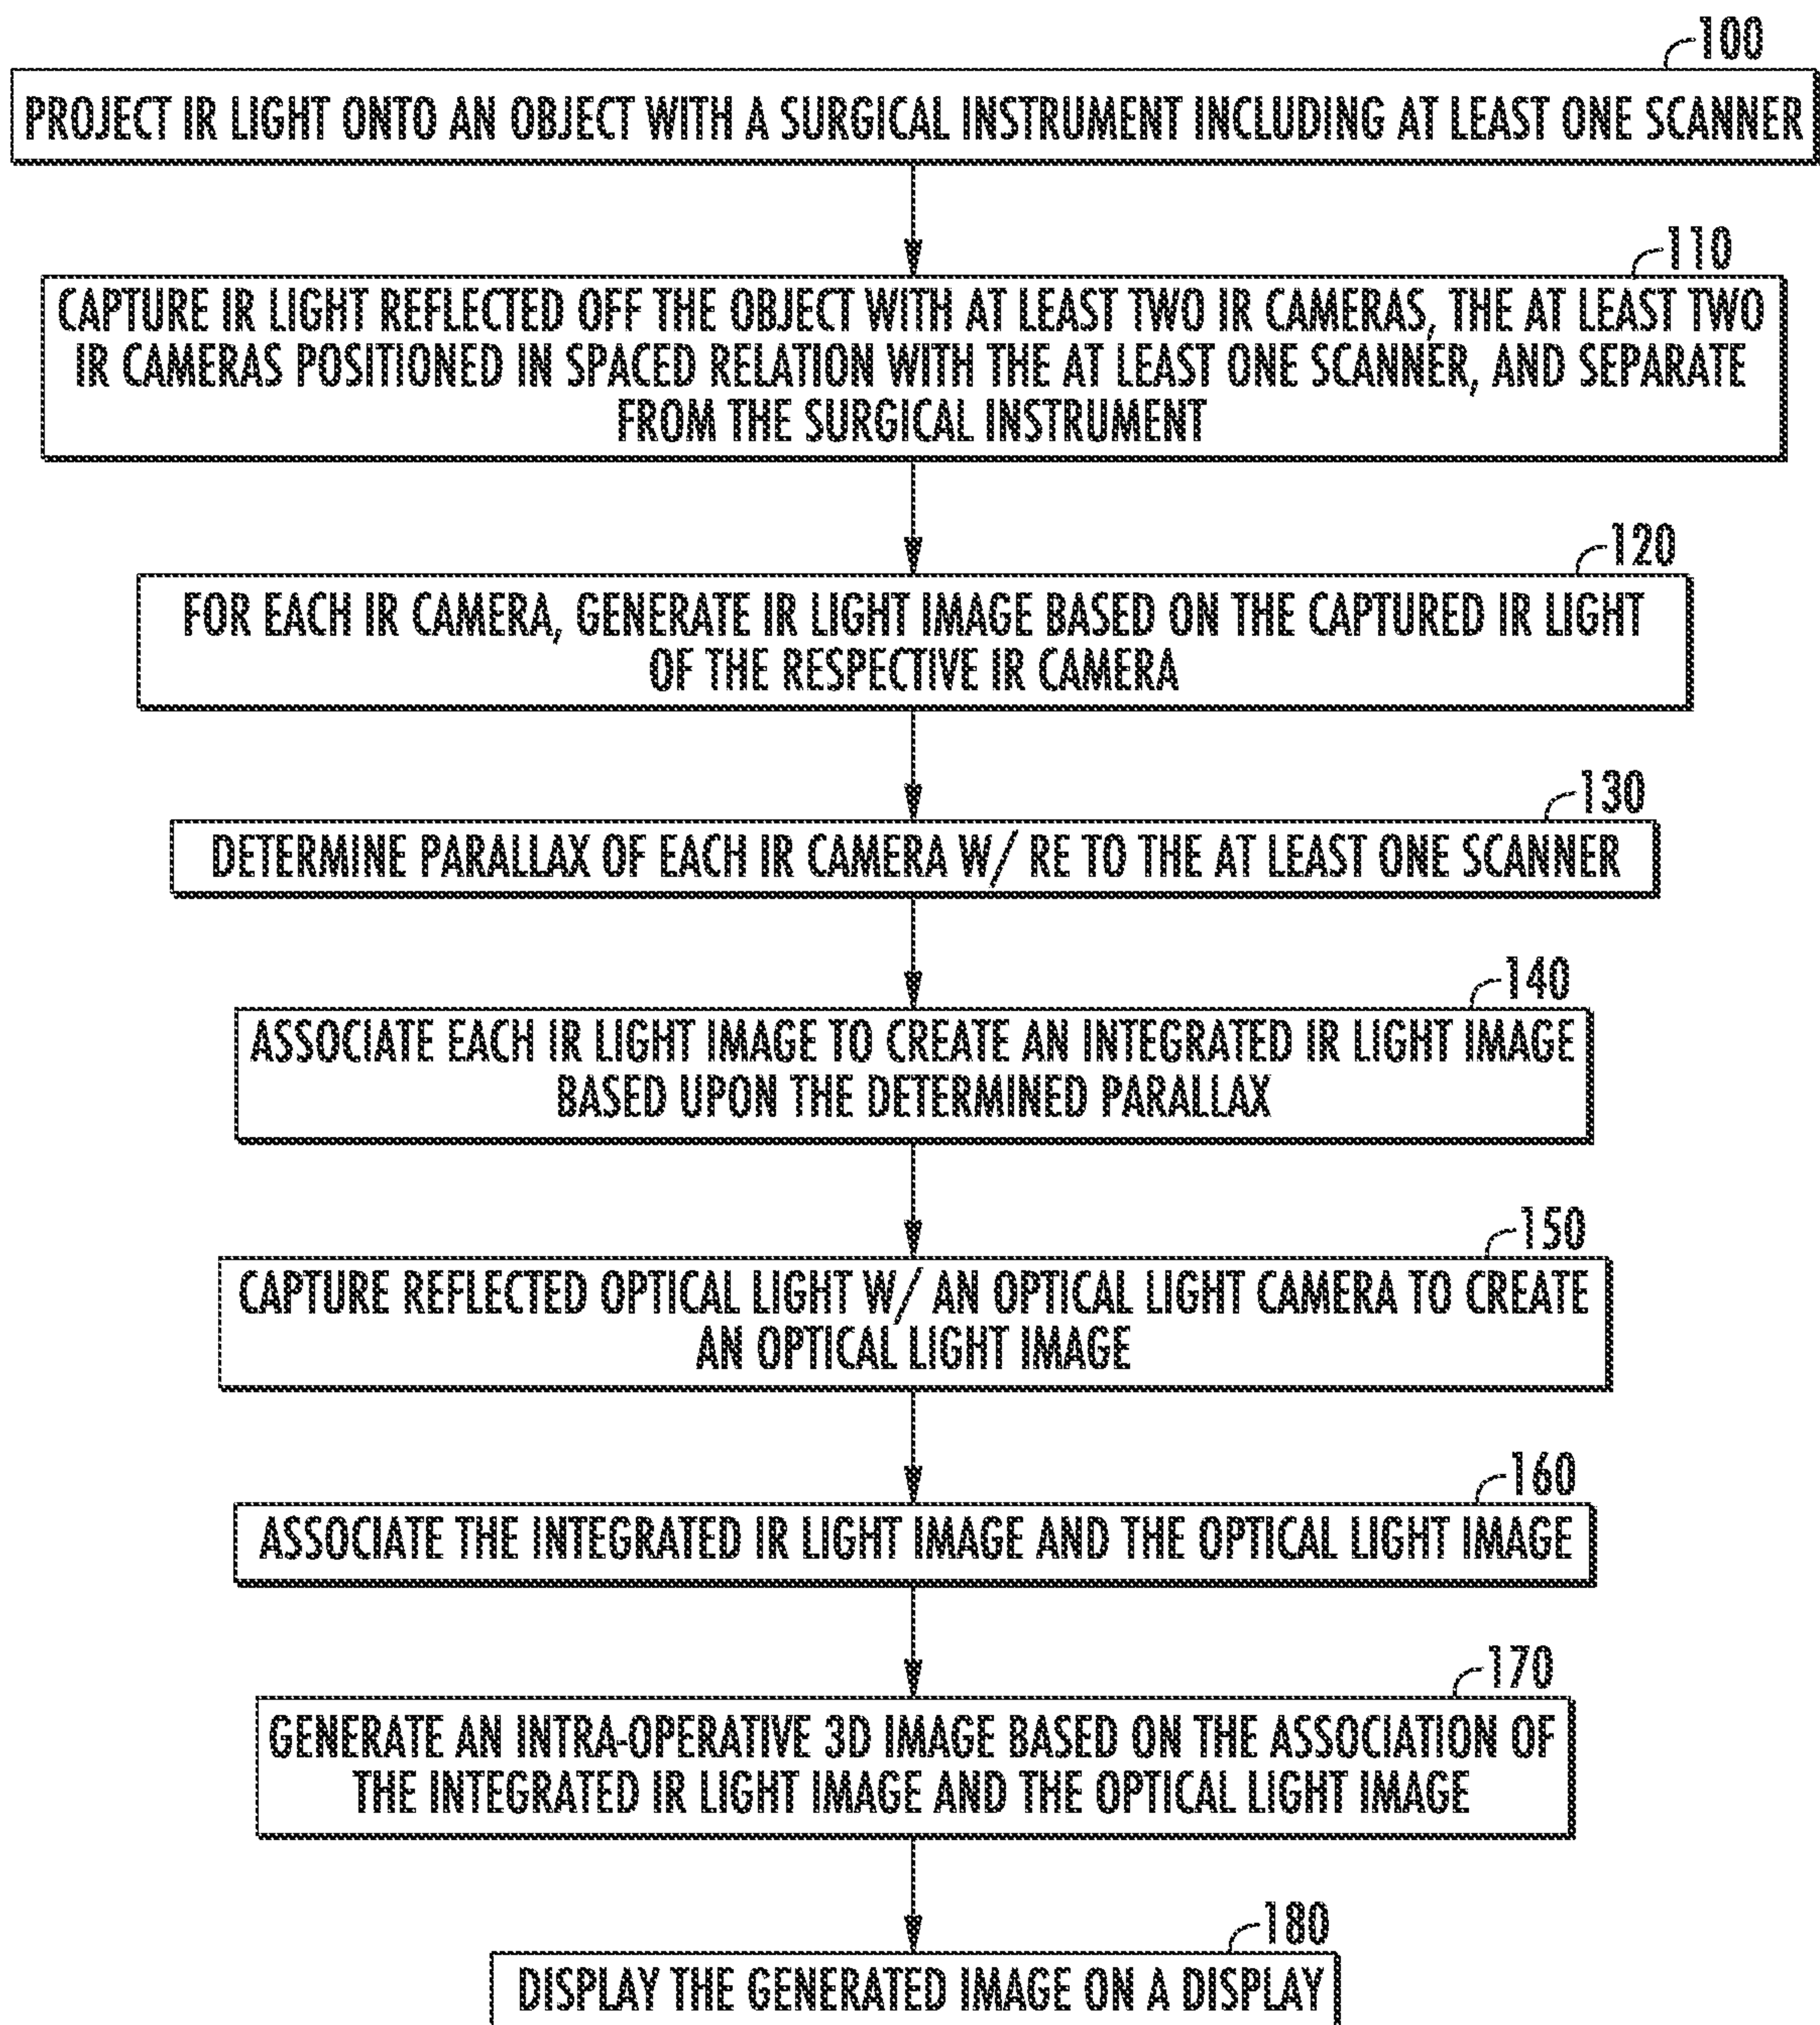 100
PROJECT IR LIGHT ONTO AN OBJECT WITH A SURGICAL INSTRUMENT INCLUDING AT LEAST ONE SCANNER
110
CAPTURE IR LIGHT REFLECTED OFF THE OBJECT WITH AT LEAST TWO IR CAMERAS, THE AT LEAST TWO
IR CAMERAS POSITIONED IN SPACED RELATION WITH THE AT LEAST ONE SCANNER, AND SEPARATE
FROM THE SURGICAL INSTRUMENT
120
FOR EACH IR CAMERA, GENERATE IR LIGHT IMAGE BASED ON THE CAPTURED IR LIGHT
OF THE RESPECTIVE IR CAMERA
130
DETERMINE PARALLAX OF EACH IR CAMERA W/ RE TO THE AT LEAST ONE SCANNER
140
ASSOCIATE EACH IR LIGHT IMAGE TO CREATE AN INTEGRATED IR LIGHT IMAGE
BASED UPON THE DETERMINED PARALLAX
150
CAPTURE REFLECTED OPTICAL LIGHT W/ AN OPTICAL LIGHT CAMERA TO CREATE
AN OPTICAL LIGHT IMAGE
160
ASSOCIATE THE INTEGRATED IR LIGHT IMAGE AND THE OPTICAL LIGHT IMAGE
170
GENERATE AN INTRA-OPERATIVE 3D IMAGE BASED ON THE ASSOCIATION OF
THE INTEGRATED IR LIGHT IMAGE AND THE OPTICAL LIGHT IMAGE
180
DISPLAY THE GENERATED IMAGE ON A DISPLAY